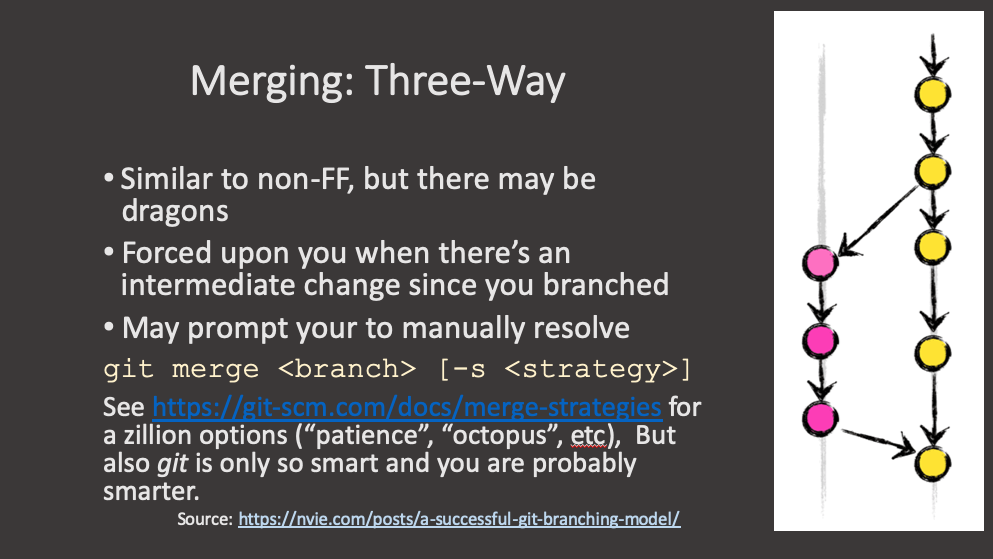 Merging: Three-Way
• Similar to non-FF, but there may be
dragons
• Forced upon you when there’s an
intermediate change since you branched
• May prompt your to manually resolve
git merge <branch> [-s <strategy>]
See https://git-scm.com/docs/merge-strategies for
a zillion options (“patience”, “octopus”, etc),  But
also git is only so smart and you are probably
smarter.
Source: https://nvie.com/posts/a-successful-git-branching-model/